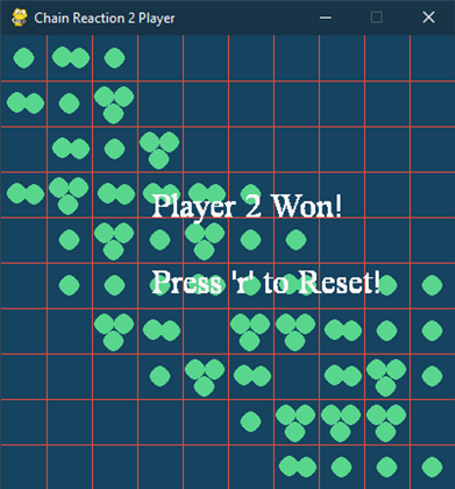 Chain Reaction 2 Player
Player 2 Won!
Press 'r' to Reset!